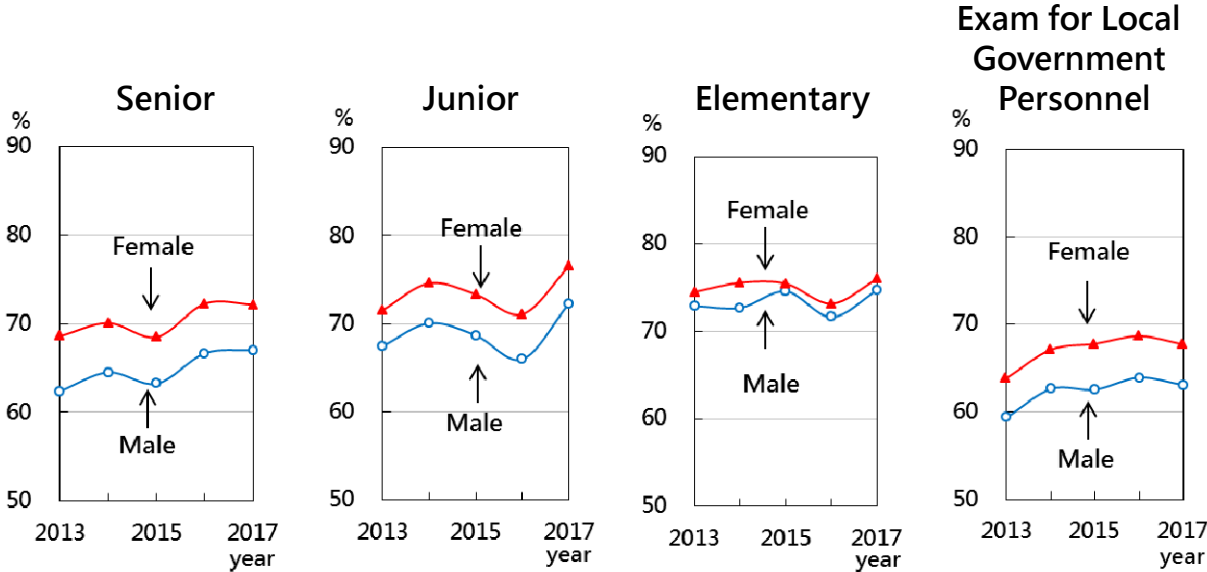 Senior
%
90
80
70
60
50
Female
Male
2013
2015
2017
year
Junior
90
80
70
60
50
Female
Male
2013
2015
2017
year
Elementary
%
90
80
70
60
50
Female
Male
2013
2015
2017
year
Exam for Local
Government
Personnel
%
90
80
70
60
50
Female
Male
2013
2015
2017
year